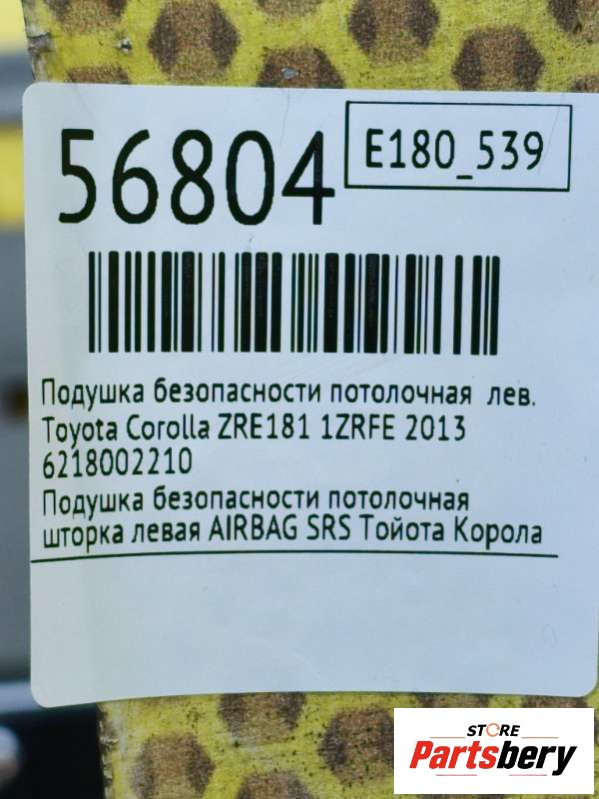 56804
E180_539
Подушка безопасности потолочная лев.
Toyota Corolla ZRE181 1ZRFE 2013
6218002210
Подушка безопасности потолочная
шторка левая AIRBAG SRS Тойота Корола
STORE
Partsbery